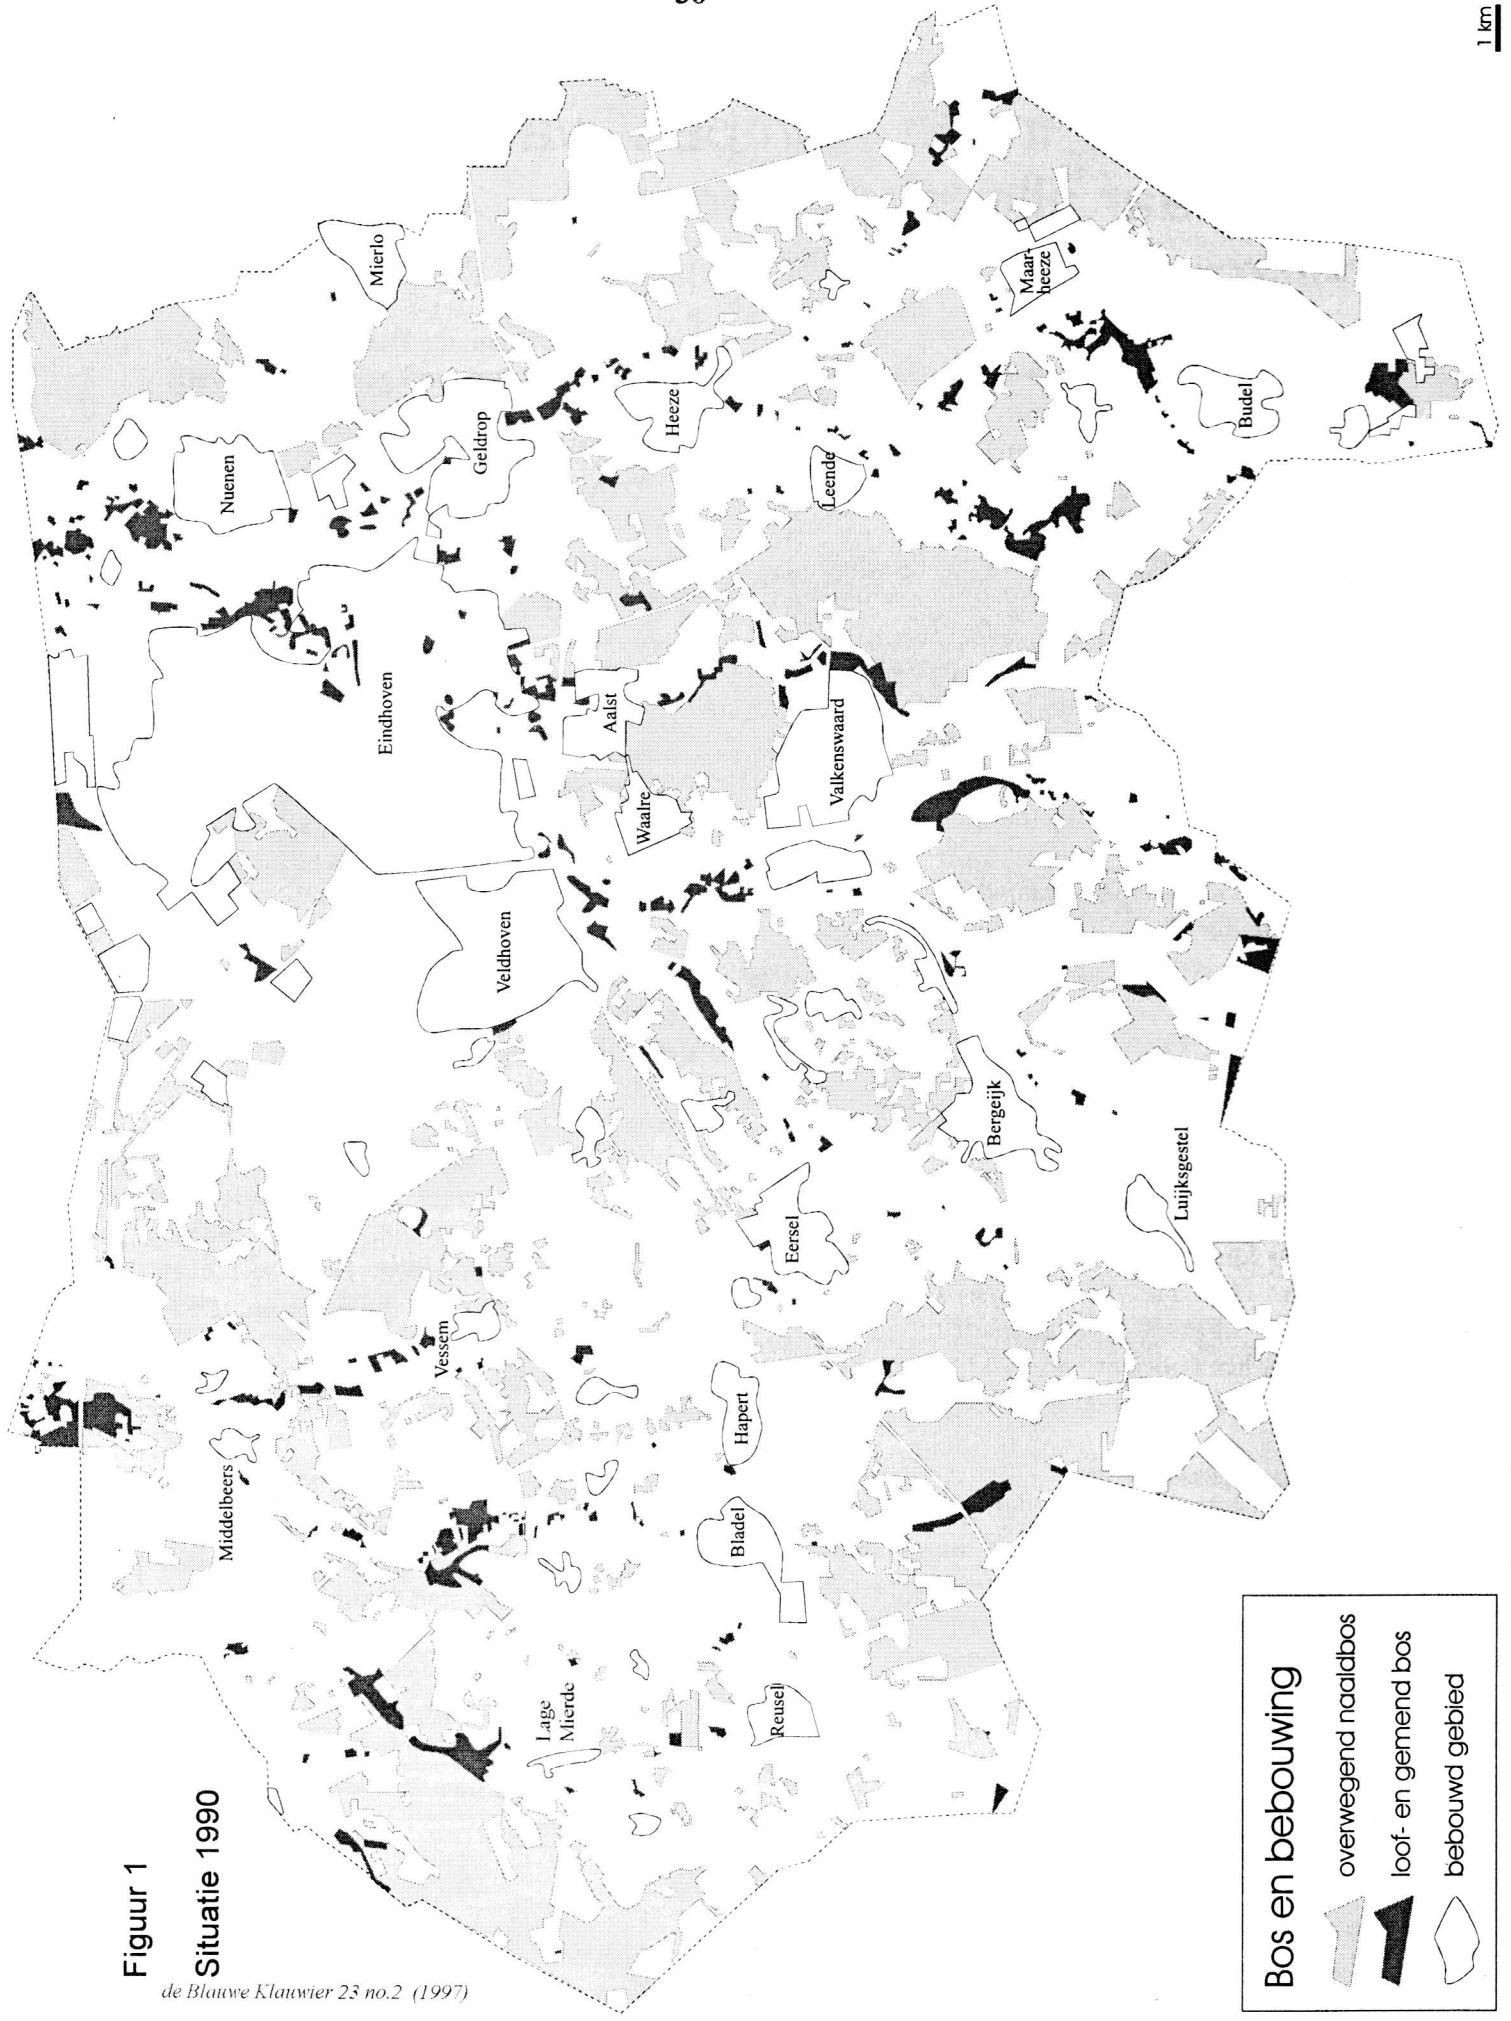 Figuur 1
Situatie 1990
de Blauwe Klauwier 23 no.2 (1997)
Mierlo
Nuenen
Geldrop
Heeze
Maar-
heeze
Budel
Leende
Eindhoven
Aalst
Waalre
Valkenswaard
Veldhoven
Bergeijk
Luijksgestel
Eersel
Vessem
Hapert
Middelbeers
Bladel
Lage
Mierde
Reusel
1 km
Bos en bebouwing
overwegend naaldbos
loof- en gemend bos
bebouwd gebied